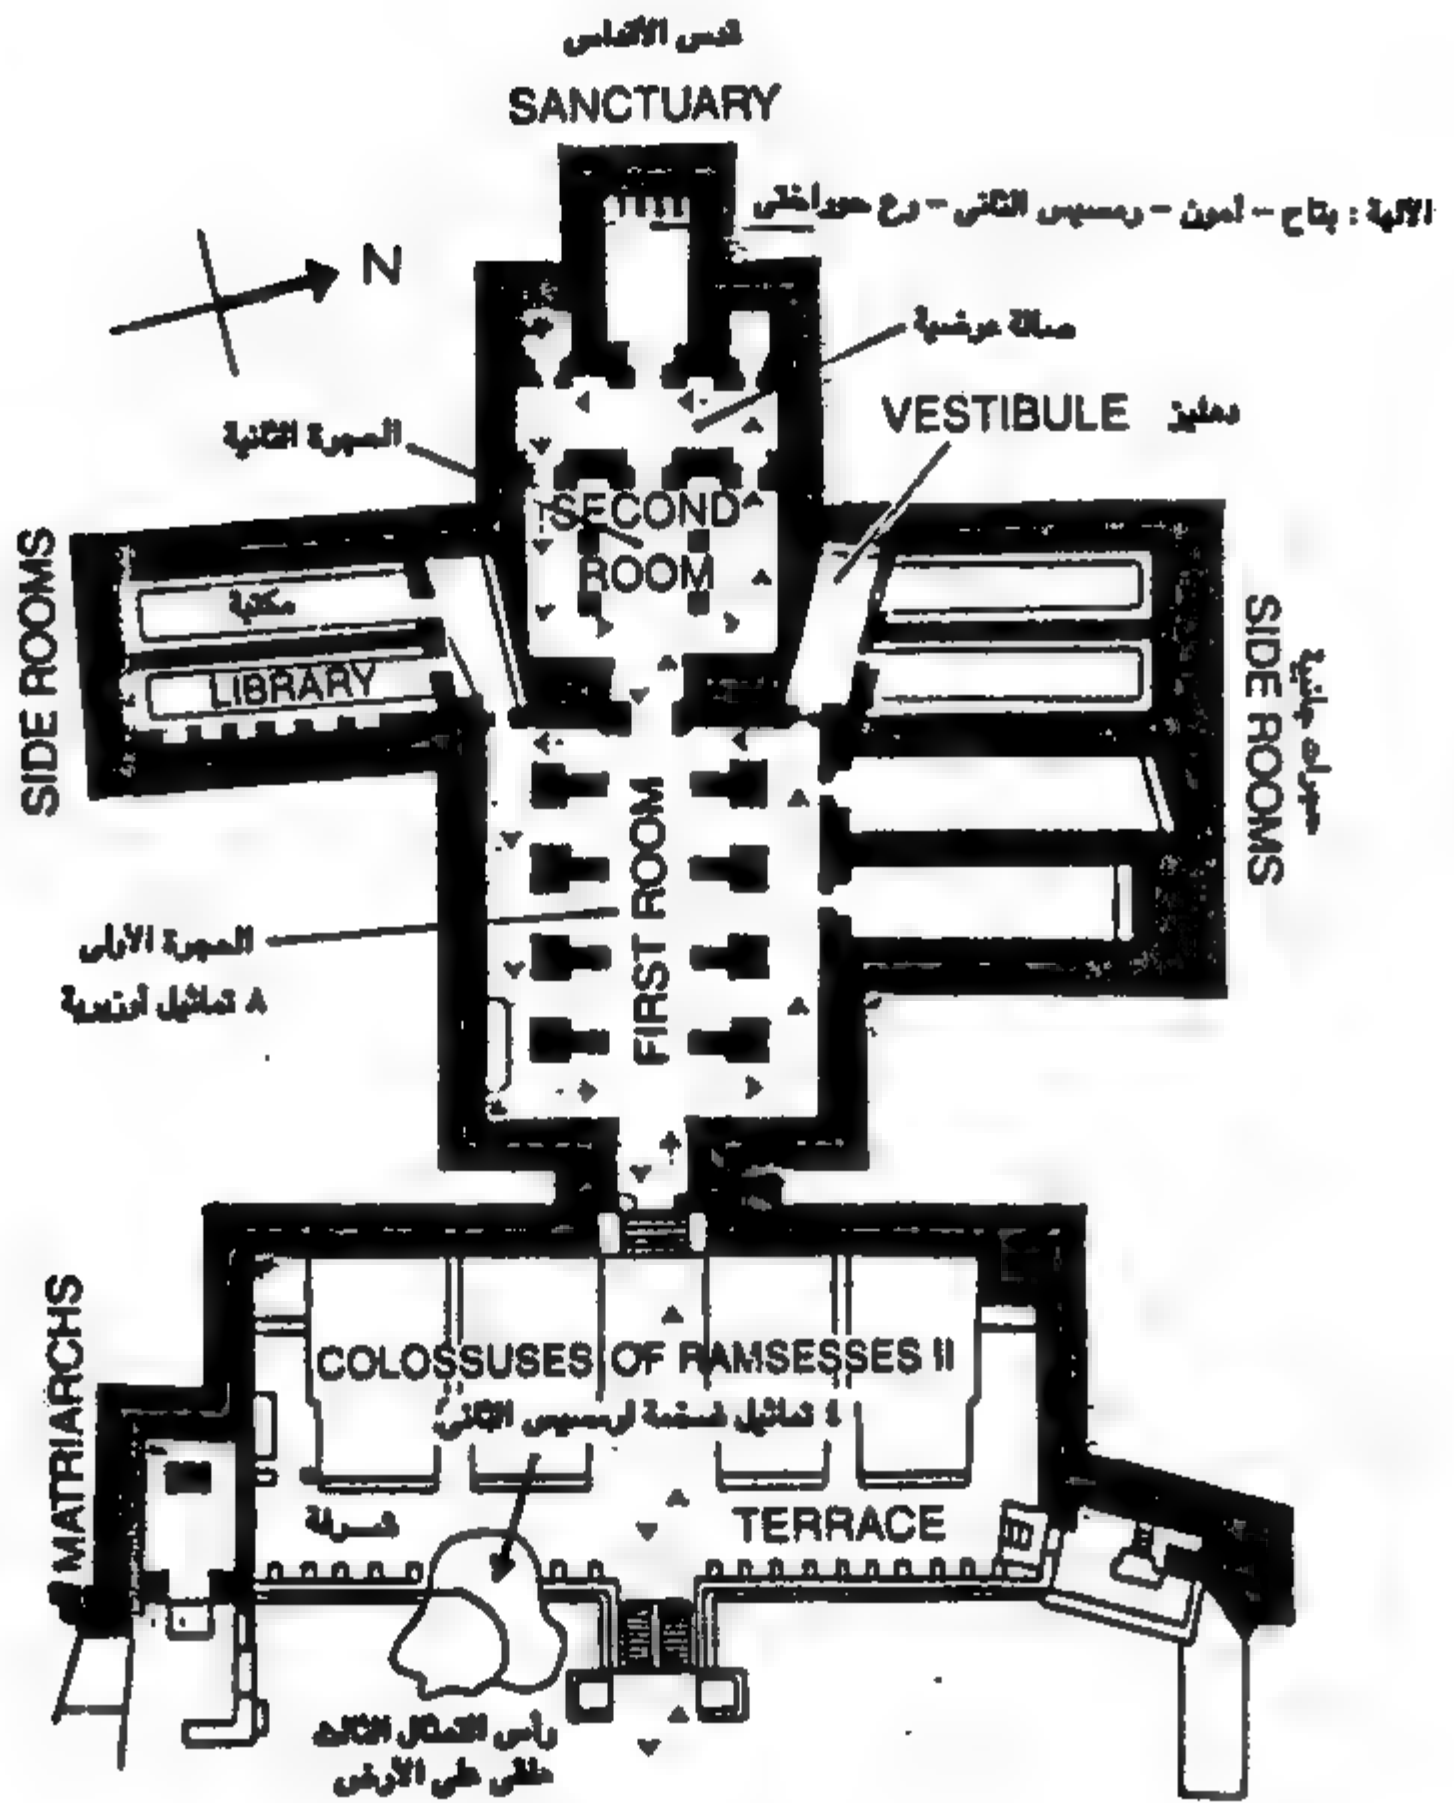 قدس الأقداس
SANCTUARY
الآلهة : بتاح - آمون - رمسيس الثاني - رع حوراختى
N
صالة عرضية
VESTIBULE دهليز
الحجرة الثانية
SECOND
ROOM
SIDE ROOMS
مكتبة
LIBRARY
SIDE ROOMS
حجرات جانبية
FIRST ROOM
الحجرة الأولى
٨ تماثيل أوزيرية
MATRIARCHS
COLOSSUSES OF RAMSESSES II
٤ تماثيل ضخمة لرمسيس الثاني
شرفة
TERRACE
رأس التمثال الثالث
ملقى على الأرض